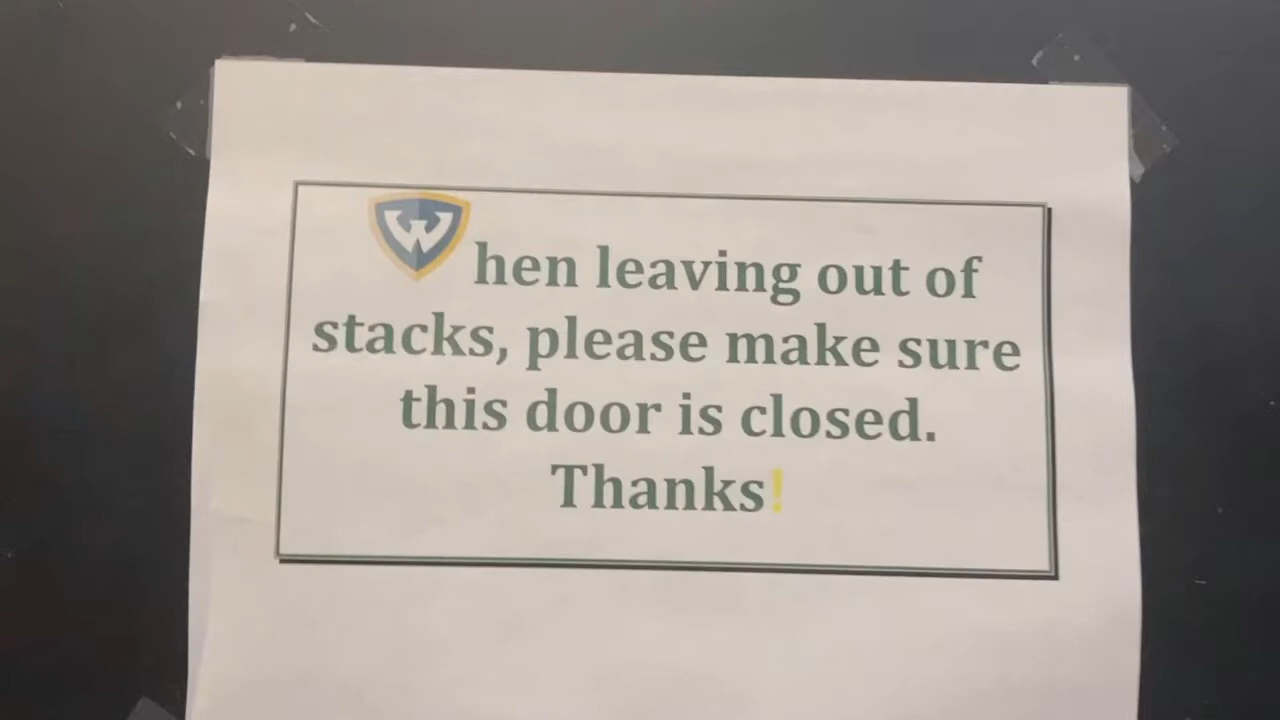 When leaving out of
stacks, please make sure
this door is closed.
Thanks!